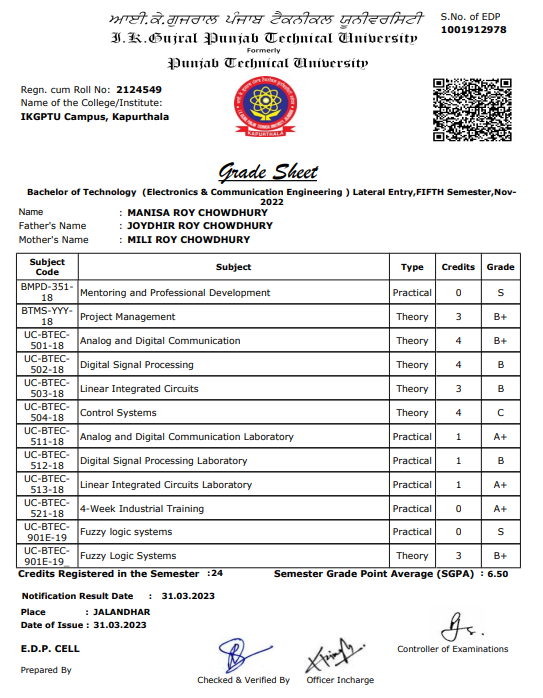 ਆਈ.ਕੇ.ਗੁਜਰਾਲ ਪੰਜਾਬ ਟੈਕਨੀਕਲ ਯੂਨੀਵਰਸਿਟੀ
I.K.Gujral Punjab Technical University
Formerly
Punjab Technical University
S.No. of EDP
1001912978
Regn. cum Roll No: 2124549
Name of the College/Institute:
IKGPTU Campus, Kapurthala
KAPURTHALA
Grade Sheet
Bachelor of Technology (Electronics & Communication Engineering ) Lateral Entry,FIFTH Semester,Nov-
2022
Name : MANISA ROY CHOWDHURY
Father's Name : JOYDHIR ROY CHOWDHURY
Mother's Name : MILI ROY CHOWDHURY
Subject Code Subject Type Credits Grade
BMPD-351-18 Mentoring and Professional Development Practical 0 S
BTMS-YYY-18 Project Management Theory 3 B+
UC-BTEC-501-18 Analog and Digital Communication Theory 4 B+
UC-BTEC-502-18 Digital Signal Processing Theory 4 B
UC-BTEC-503-18 Linear Integrated Circuits Theory 3 B
UC-BTEC-504-18 Control Systems Theory 4 C
UC-BTEC-511-18 Analog and Digital Communication Laboratory Practical 1 A+
UC-BTEC-512-18 Digital Signal Processing Laboratory Practical 1 B
UC-BTEC-513-18 Linear Integrated Circuits Laboratory Practical 1 A+
UC-BTEC-521-18 4-Week Industrial Training Practical 0 A+
UC-BTEC-901E-19 Fuzzy logic systems Practical 0 S
UC-BTEC-901E-19_ Fuzzy Logic Systems Theory 3 B+
Credits Registered in the Semester :24 Semester Grade Point Average (SGPA) : 6.50
Notification Result Date : 31.03.2023
Place : JALANDHAR
Date of Issue : 31.03.2023
E.D.P. CELL
Prepared By
Checked & Verified By
Officer Incharge
Controller of Examinations